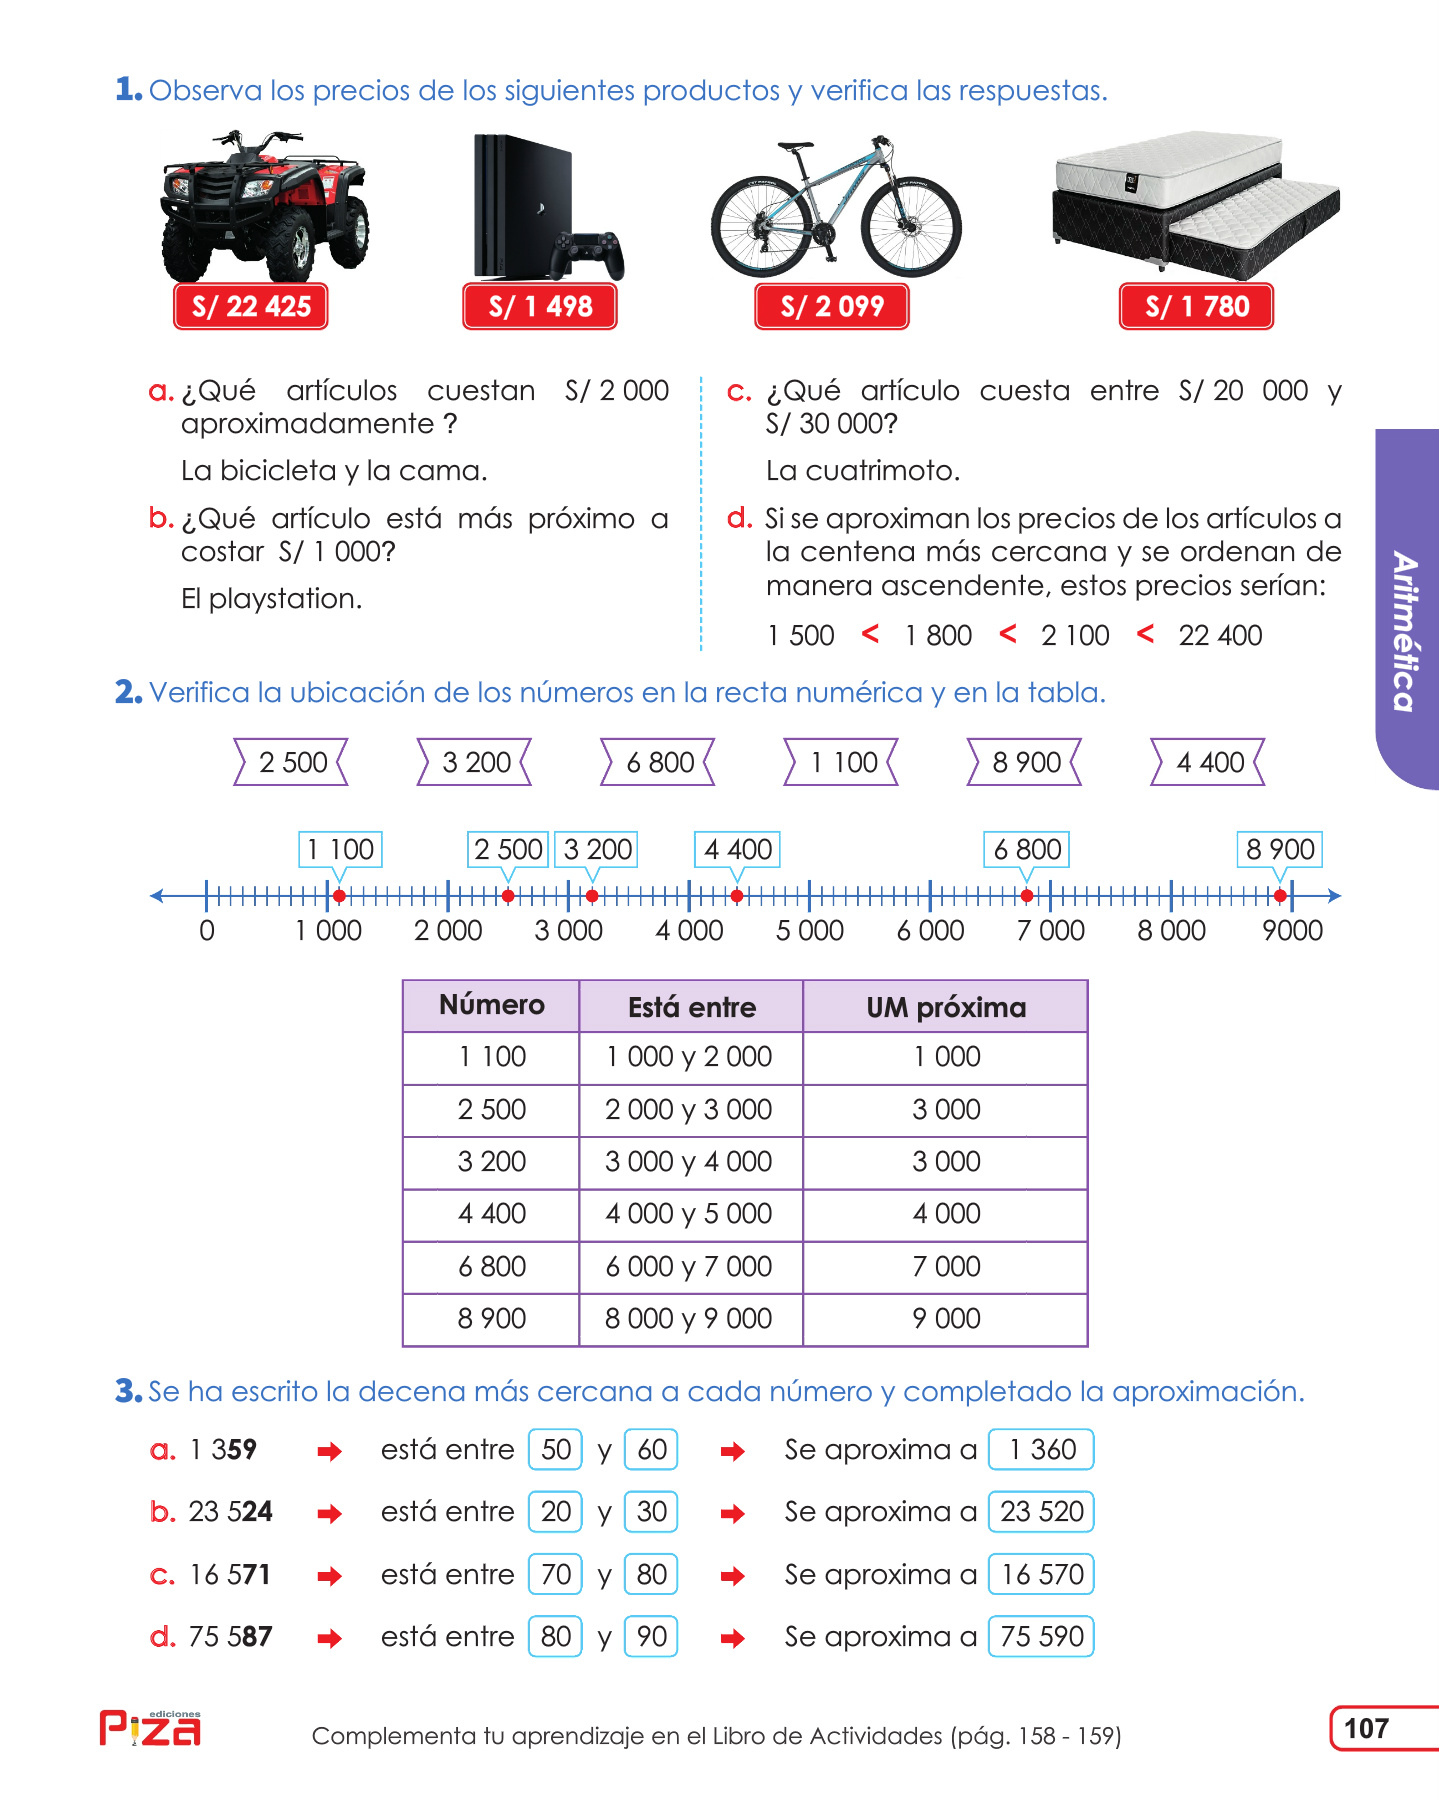 1. Observa los precios de los siguientes productos y verifica las respuestas.
S/ 22 425
S/ 1 498
S/ 2 099
S/ 1 780
a. ¿Qué artículos cuestan S/ 2 000
aproximadamente ?
La bicicleta y la cama.
b. ¿Qué artículo está más próximo a
costar S/ 1 000?
El playstation.
c. ¿Qué artículo cuesta entre S/ 20 000 y
S/ 30 000?
La cuatrimoto.
d. Si se aproximan los precios de los artículos a
la centena más cercana y se ordenan de
manera ascendente, estos precios serían:
1 500 < 1 800 < 2 100 < 22 400
Aritmética
2. Verifica la ubicación de los números en la recta numérica y en la tabla.
2 500 3 200 6 800 1 100 8 900 4 400
1 100 2 500 3 200 4 400 6 800 8 900
0 1 000 2 000 3 000 4 000 5 000 6 000 7 000 8 000 9000
Número Está entre UM próxima
1 100 1 000 y 2 000 1 000
2 500 2 000 y 3 000 3 000
3 200 3 000 y 4 000 3 000
4 400 4 000 y 5 000 4 000
6 800 6 000 y 7 000 7 000
8 900 8 000 y 9 000 9 000
3. Se ha escrito la decena más cercana a cada número y completado la aproximación.
a. 1 359 está entre 50 y 60 Se aproxima a 1 360
b. 23 524 está entre 20 y 30 Se aproxima a 23 520
c. 16 571 está entre 70 y 80 Se aproxima a 16 570
d. 75 587 está entre 80 y 90 Se aproxima a 75 590
ediciones
Piza
Complementa tu aprendizaje en el Libro de Actividades (pág. 158 - 159)
107